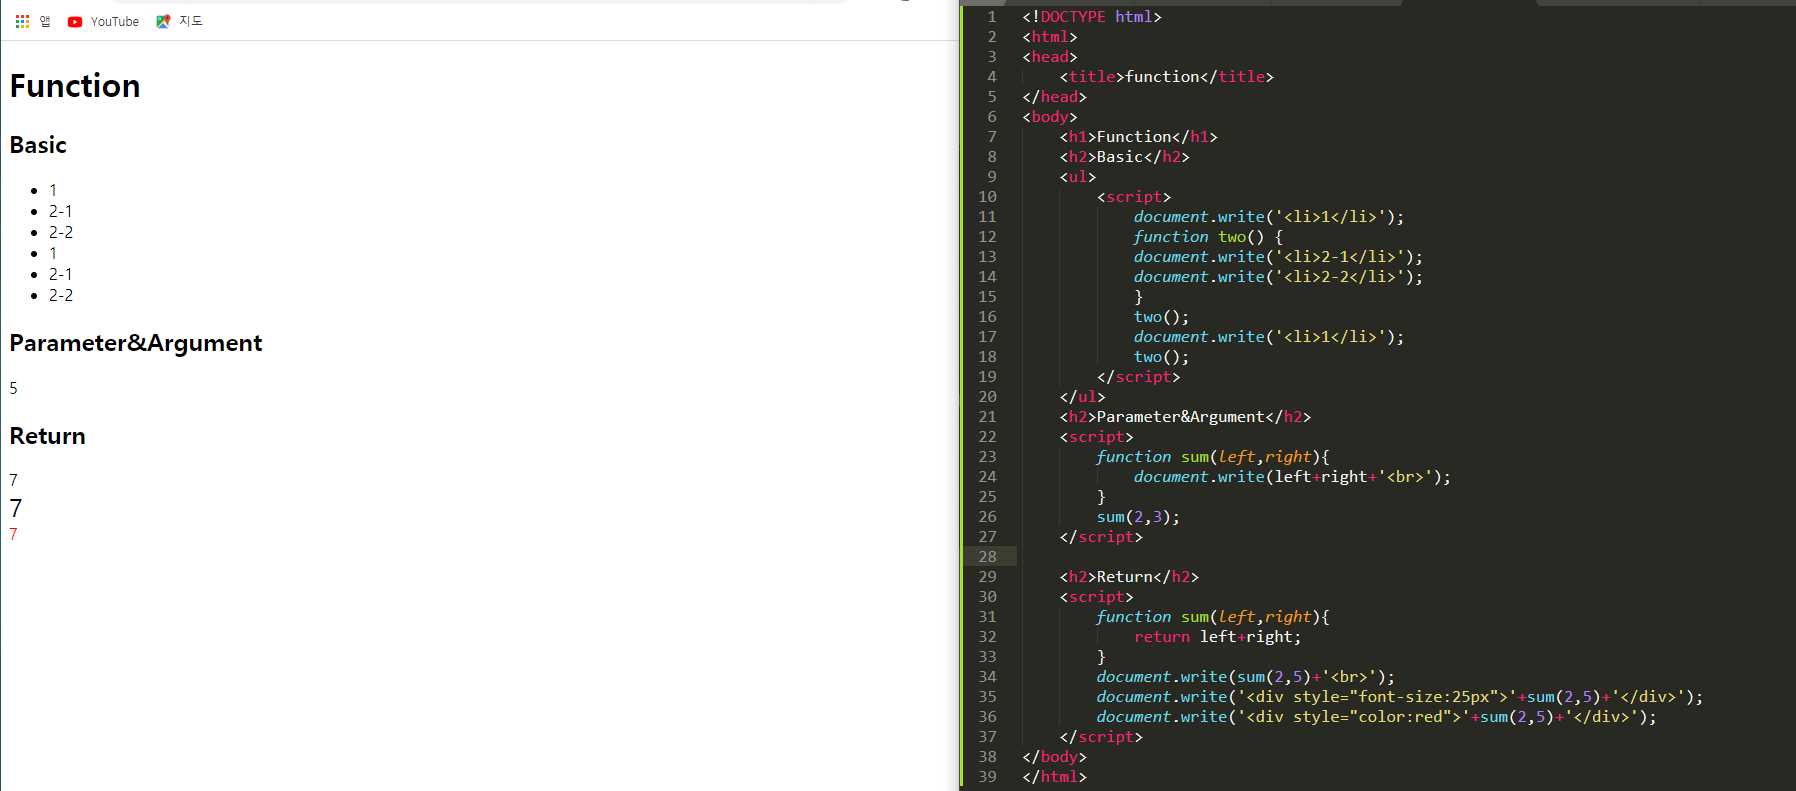 앱 YouTube 지도
Function
Basic
• 1
• 2-1
• 2-2
• 1
• 2-1
• 2-2
Parameter&Argument
5
Return
7
7
7
1 <!DOCTYPE html>
2 <html>
3 <head>
4     <title>function</title>
5 </head>
6 <body>
7     <h1>Function</h1>
8     <h2>Basic</h2>
9     <ul>
10         <script>
11             document.write('<li>1</li>');
12             function two() {
13             document.write('<li>2-1</li>');
14             document.write('<li>2-2</li>');
15             }
16             two();
17             document.write('<li>1</li>');
18             two();
19         </script>
20     </ul>
21     <h2>Parameter&Argument</h2>
22     <script>
23         function sum(left,right){
24             document.write(left+right+'<br>');
25         }
26         sum(2,3);
27     </script>
28
29     <h2>Return</h2>
30     <script>
31         function sum(left,right){
32             return left+right;
33         }
34         document.write(sum(2,5)+'<br>');
35         document.write('<div style="font-size:25px">'+sum(2,5)+'</div>');
36         document.write('<div style="color:red">'+sum(2,5)+'</div>');
37     </script>
38 </body>
39 </html>